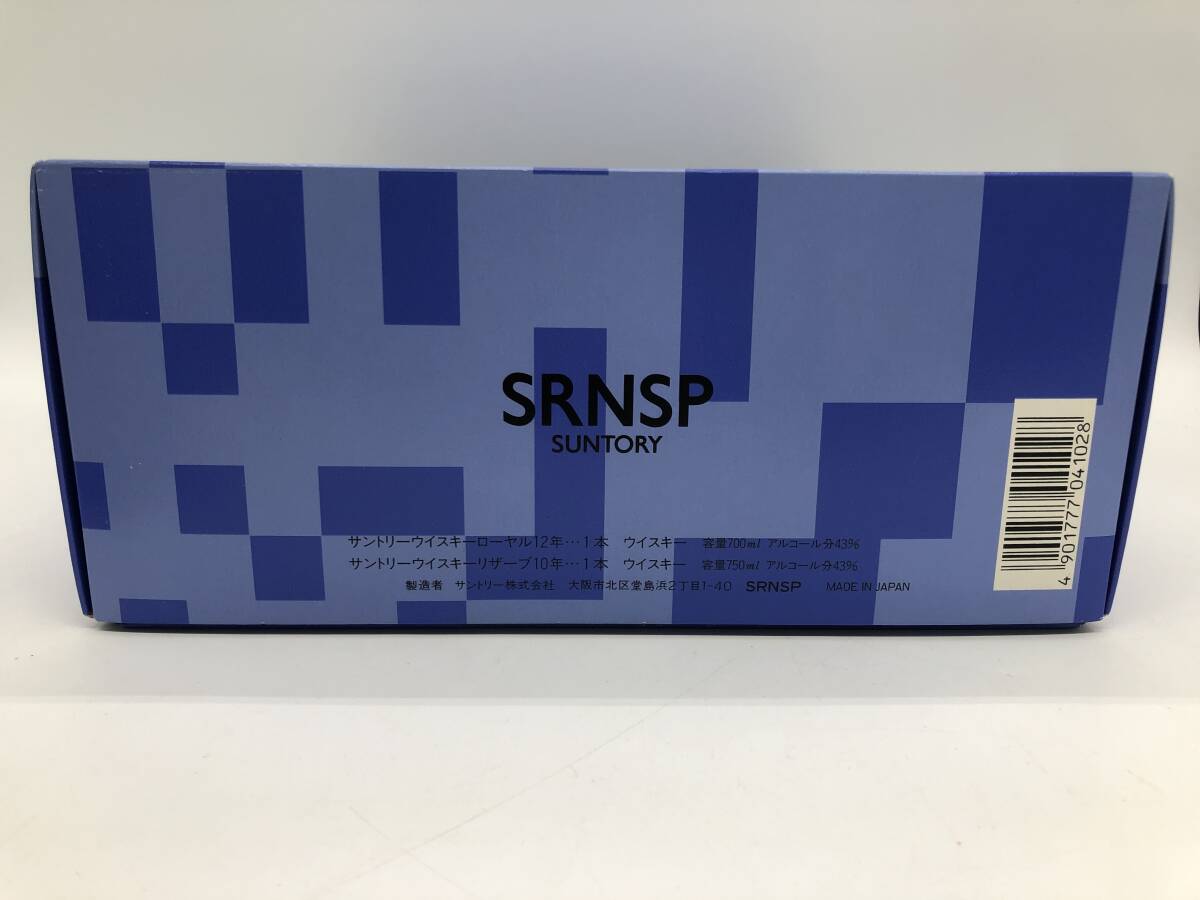 SRNSP
SUNTORY
サントリーウイスキーローヤル12年…1本 ウイスキー 容量700ml アルコール分43%
サントリーウイスキーリザーブ10年…1本 ウイスキー 容量750ml アルコール分43%
製造者 サントリー株式会社 大阪市北区堂島浜2丁目1-40 SRNSP MADE IN JAPAN
4 901777 041028